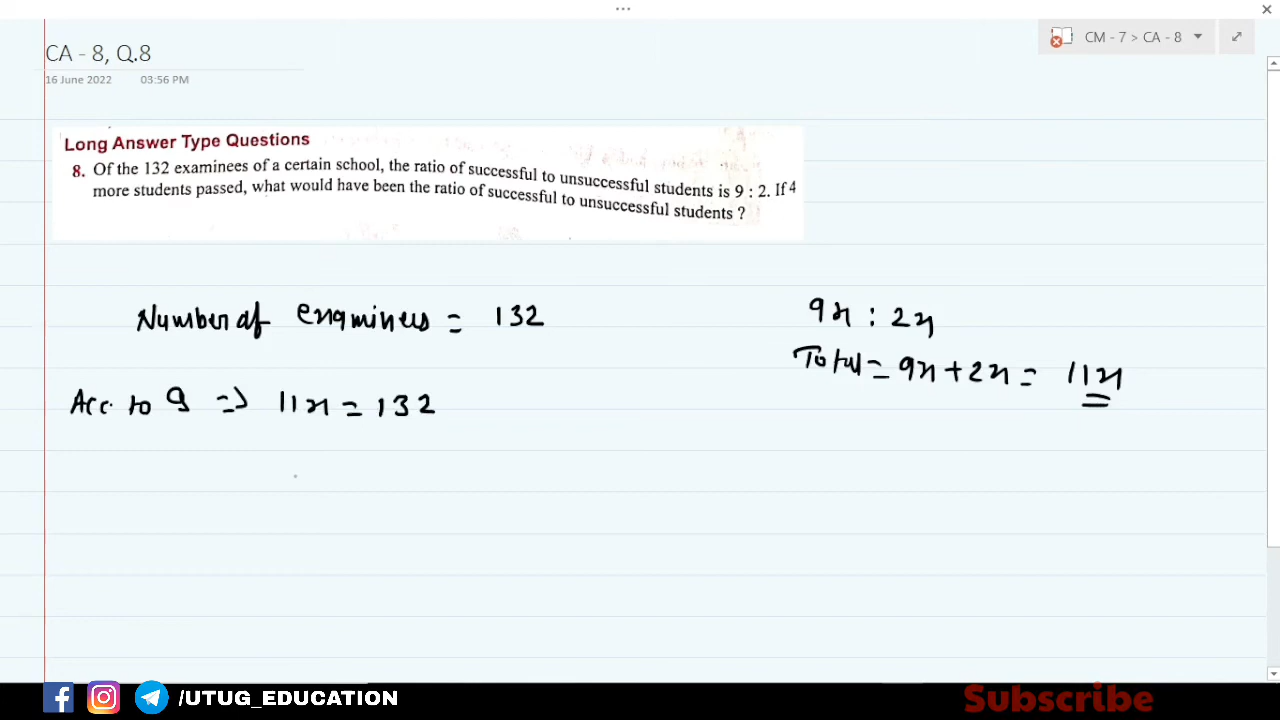 CM - 7 > CA - 8
CA - 8, Q.8
16 June 2022 03:56 PM
Long Answer Type Questions
8. Of the 132 examinees of a certain school, the ratio of successful to unsuccessful students is 9 : 2. If 4
more students passed, what would have been the ratio of successful to unsuccessful students ?
Number of examiners = 132
9x : 2x
Total = 9x + 2x = 11x
Acc. to Q => 11x = 132
/UTUG_EDUCATION
Subscribe